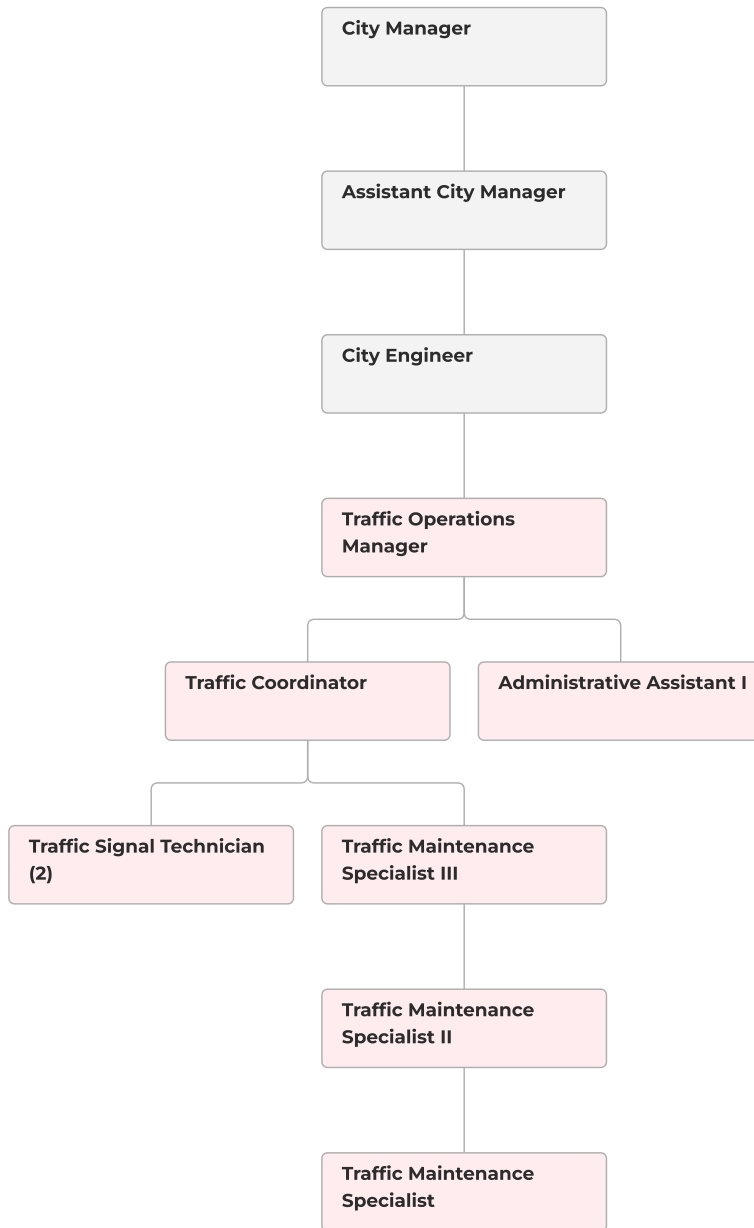 City Manager
Assistant City Manager
City Engineer
Traffic Operations
Manager
Traffic Coordinator
Administrative Assistant I
Traffic Signal Technician
(2)
Traffic Maintenance
Specialist III
Traffic Maintenance
Specialist II
Traffic Maintenance
Specialist